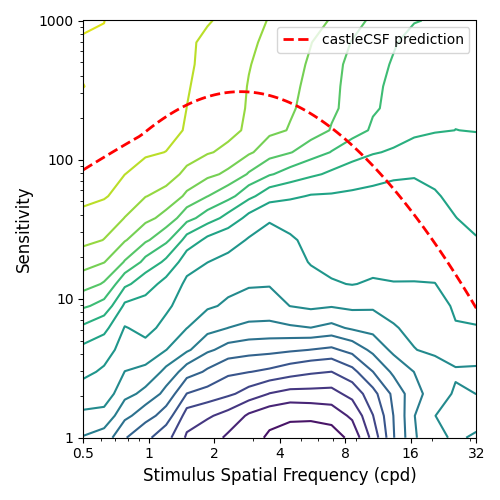 1000
castleCSF prediction
100
Sensitivity
10
1
0.5 1 2 4 8 16 32
Stimulus Spatial Frequency (cpd)